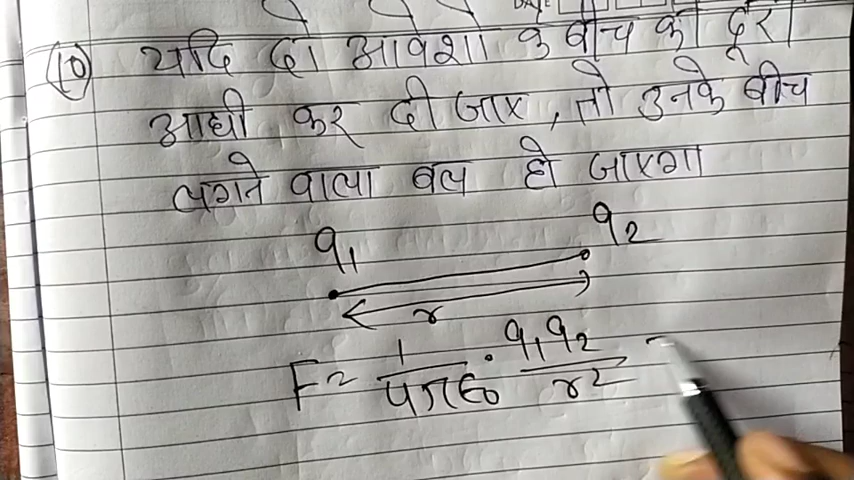 (10) यदि दो आवेशो के बीच की दूरी
आधी कर दी जाए, तो उनके बीच
लगने वाला बल हो जाएगा
q₁ q₂
r
F = 1/4πε₀ · q₁q₂/r² -